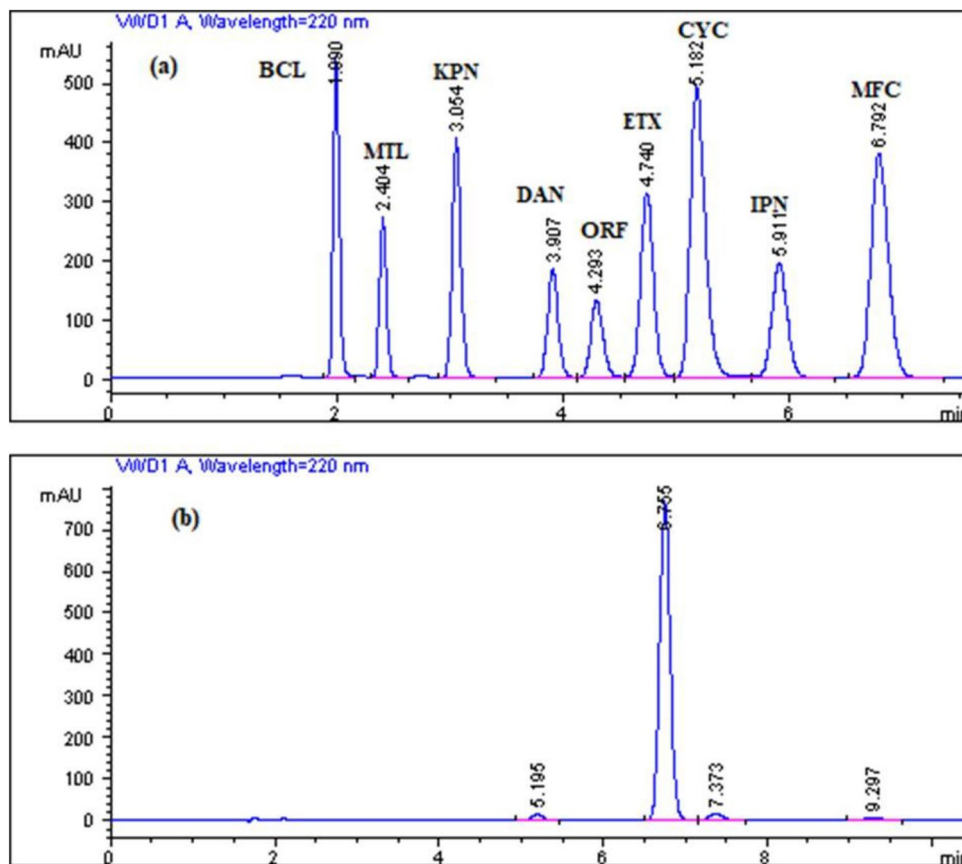 VWD1 A, Wavelength=220 nm
mAU
(a)
BCL
1.990
MTL
2.404
KPN
3.054
DAN
3.907
ORF
4.293
ETX
4.740
CYC
5.182
IPN
5.911
MFC
6.792
500
400
300
200
100
0
0 2 4 6 min
VWD1 A, Wavelength=220 nm
mAU
(b)
700
600
500
400
300
200
100
0
5.195
6.755
7.373
9.297
0 2 4 6 8 min